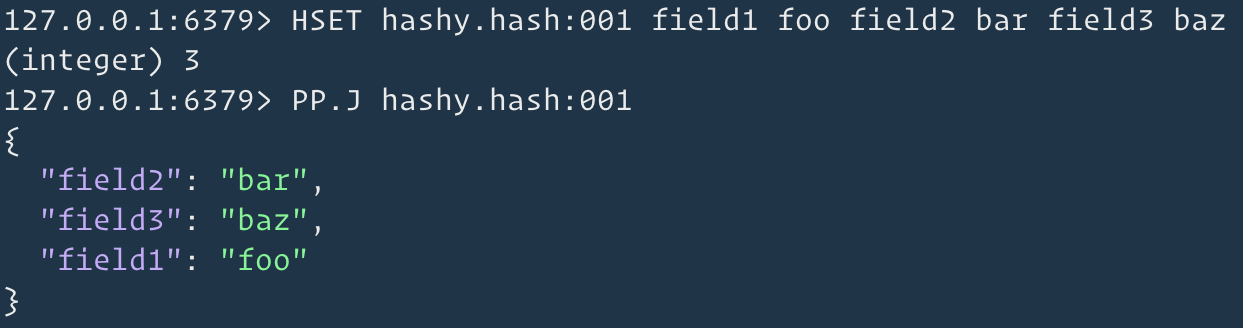 127.0.0.1:6379> HSET hashy.hash:001 field1 foo field2 bar field3 baz
(integer) 3
127.0.0.1:6379> PP.J hashy.hash:001
{
  "field2": "bar",
  "field3": "baz",
  "field1": "foo"
}